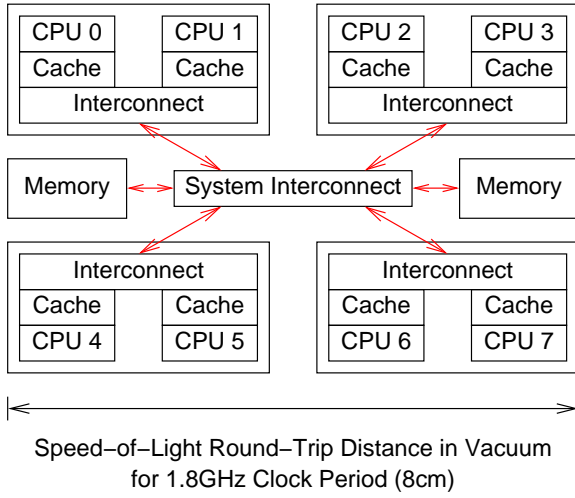 CPU 0
CPU 1
Cache
Cache
Interconnect
CPU 2
CPU 3
Cache
Cache
Interconnect
Memory
System Interconnect
Memory
Interconnect
Cache
Cache
CPU 4
CPU 5
Interconnect
Cache
Cache
CPU 6
CPU 7
Speed−of−Light Round−Trip Distance in Vacuum
for 1.8GHz Clock Period (8cm)